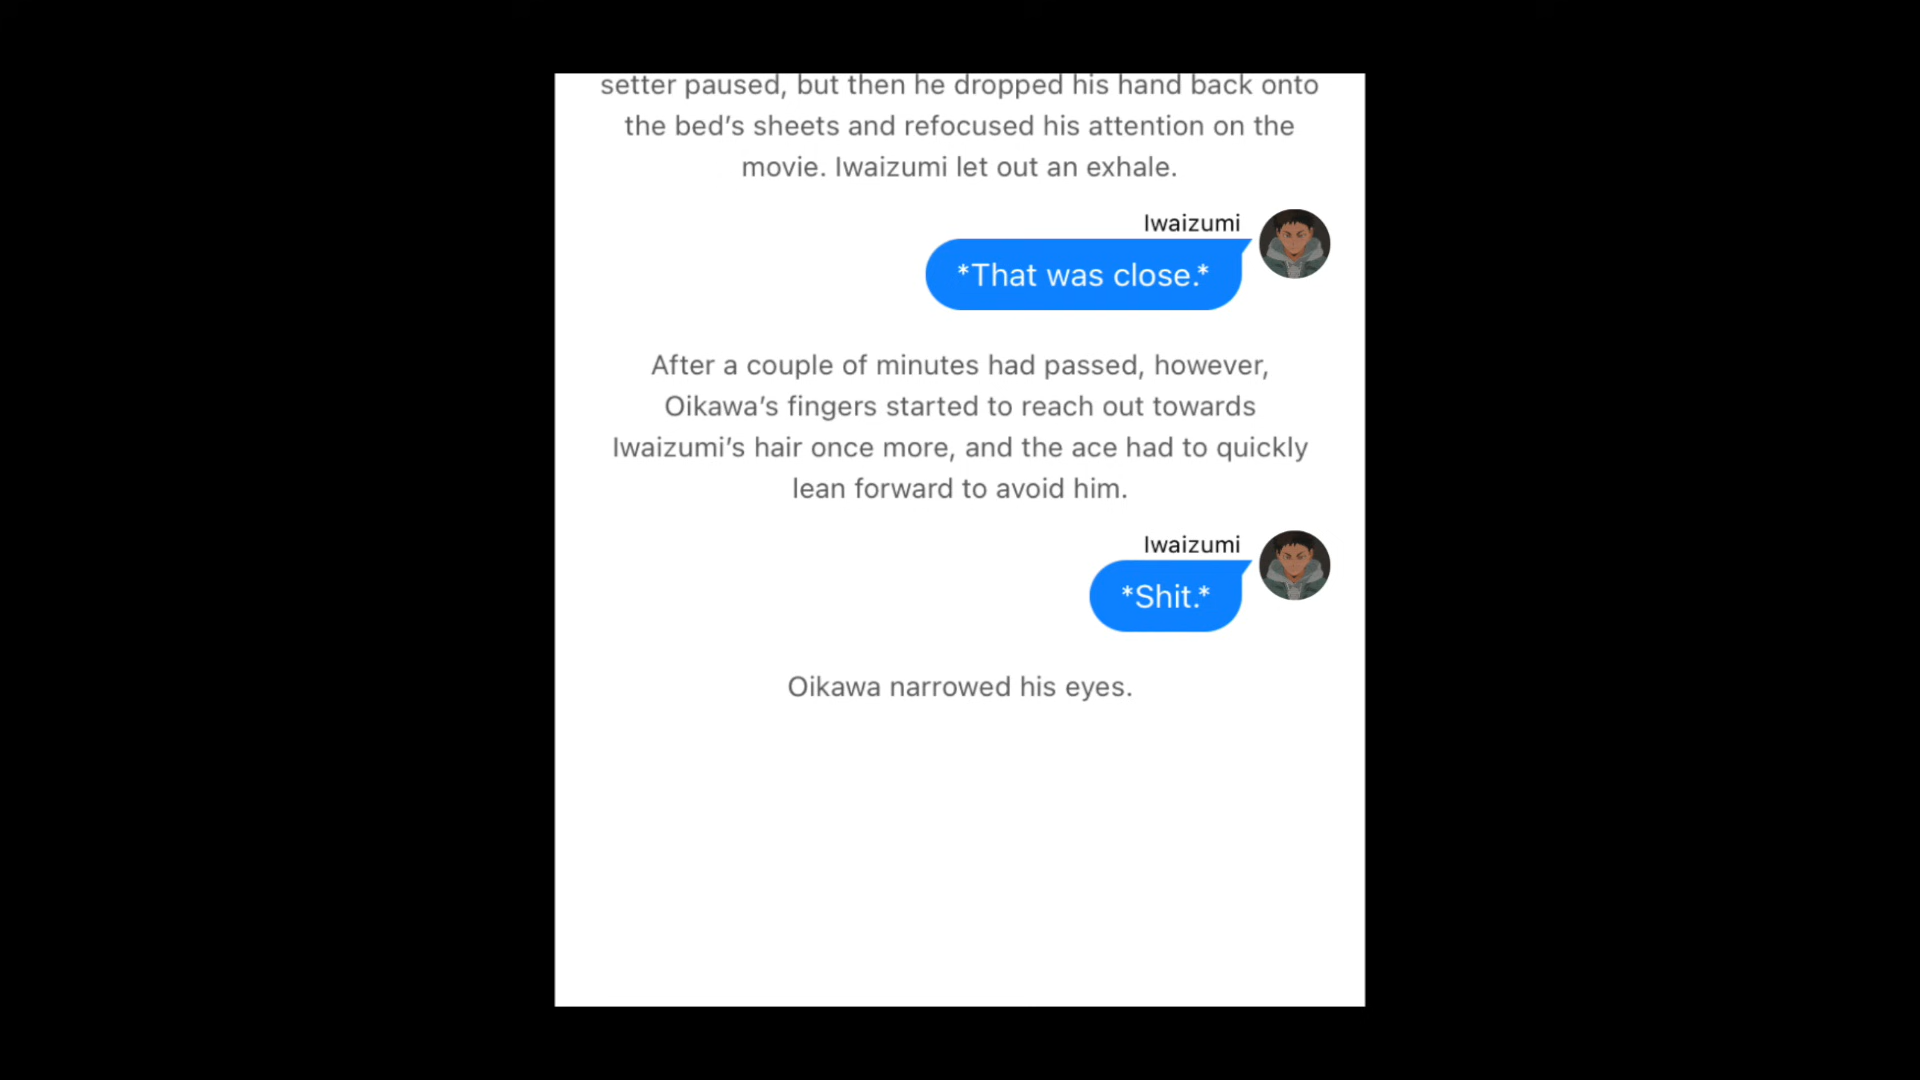 setter paused, but then he dropped his hand back onto
the bed’s sheets and refocused his attention on the
movie. Iwaizumi let out an exhale.
Iwaizumi
*That was close.*
After a couple of minutes had passed, however,
Oikawa’s fingers started to reach out towards
Iwaizumi’s hair once more, and the ace had to quickly
lean forward to avoid him.
Iwaizumi
*Shit.*
Oikawa narrowed his eyes.